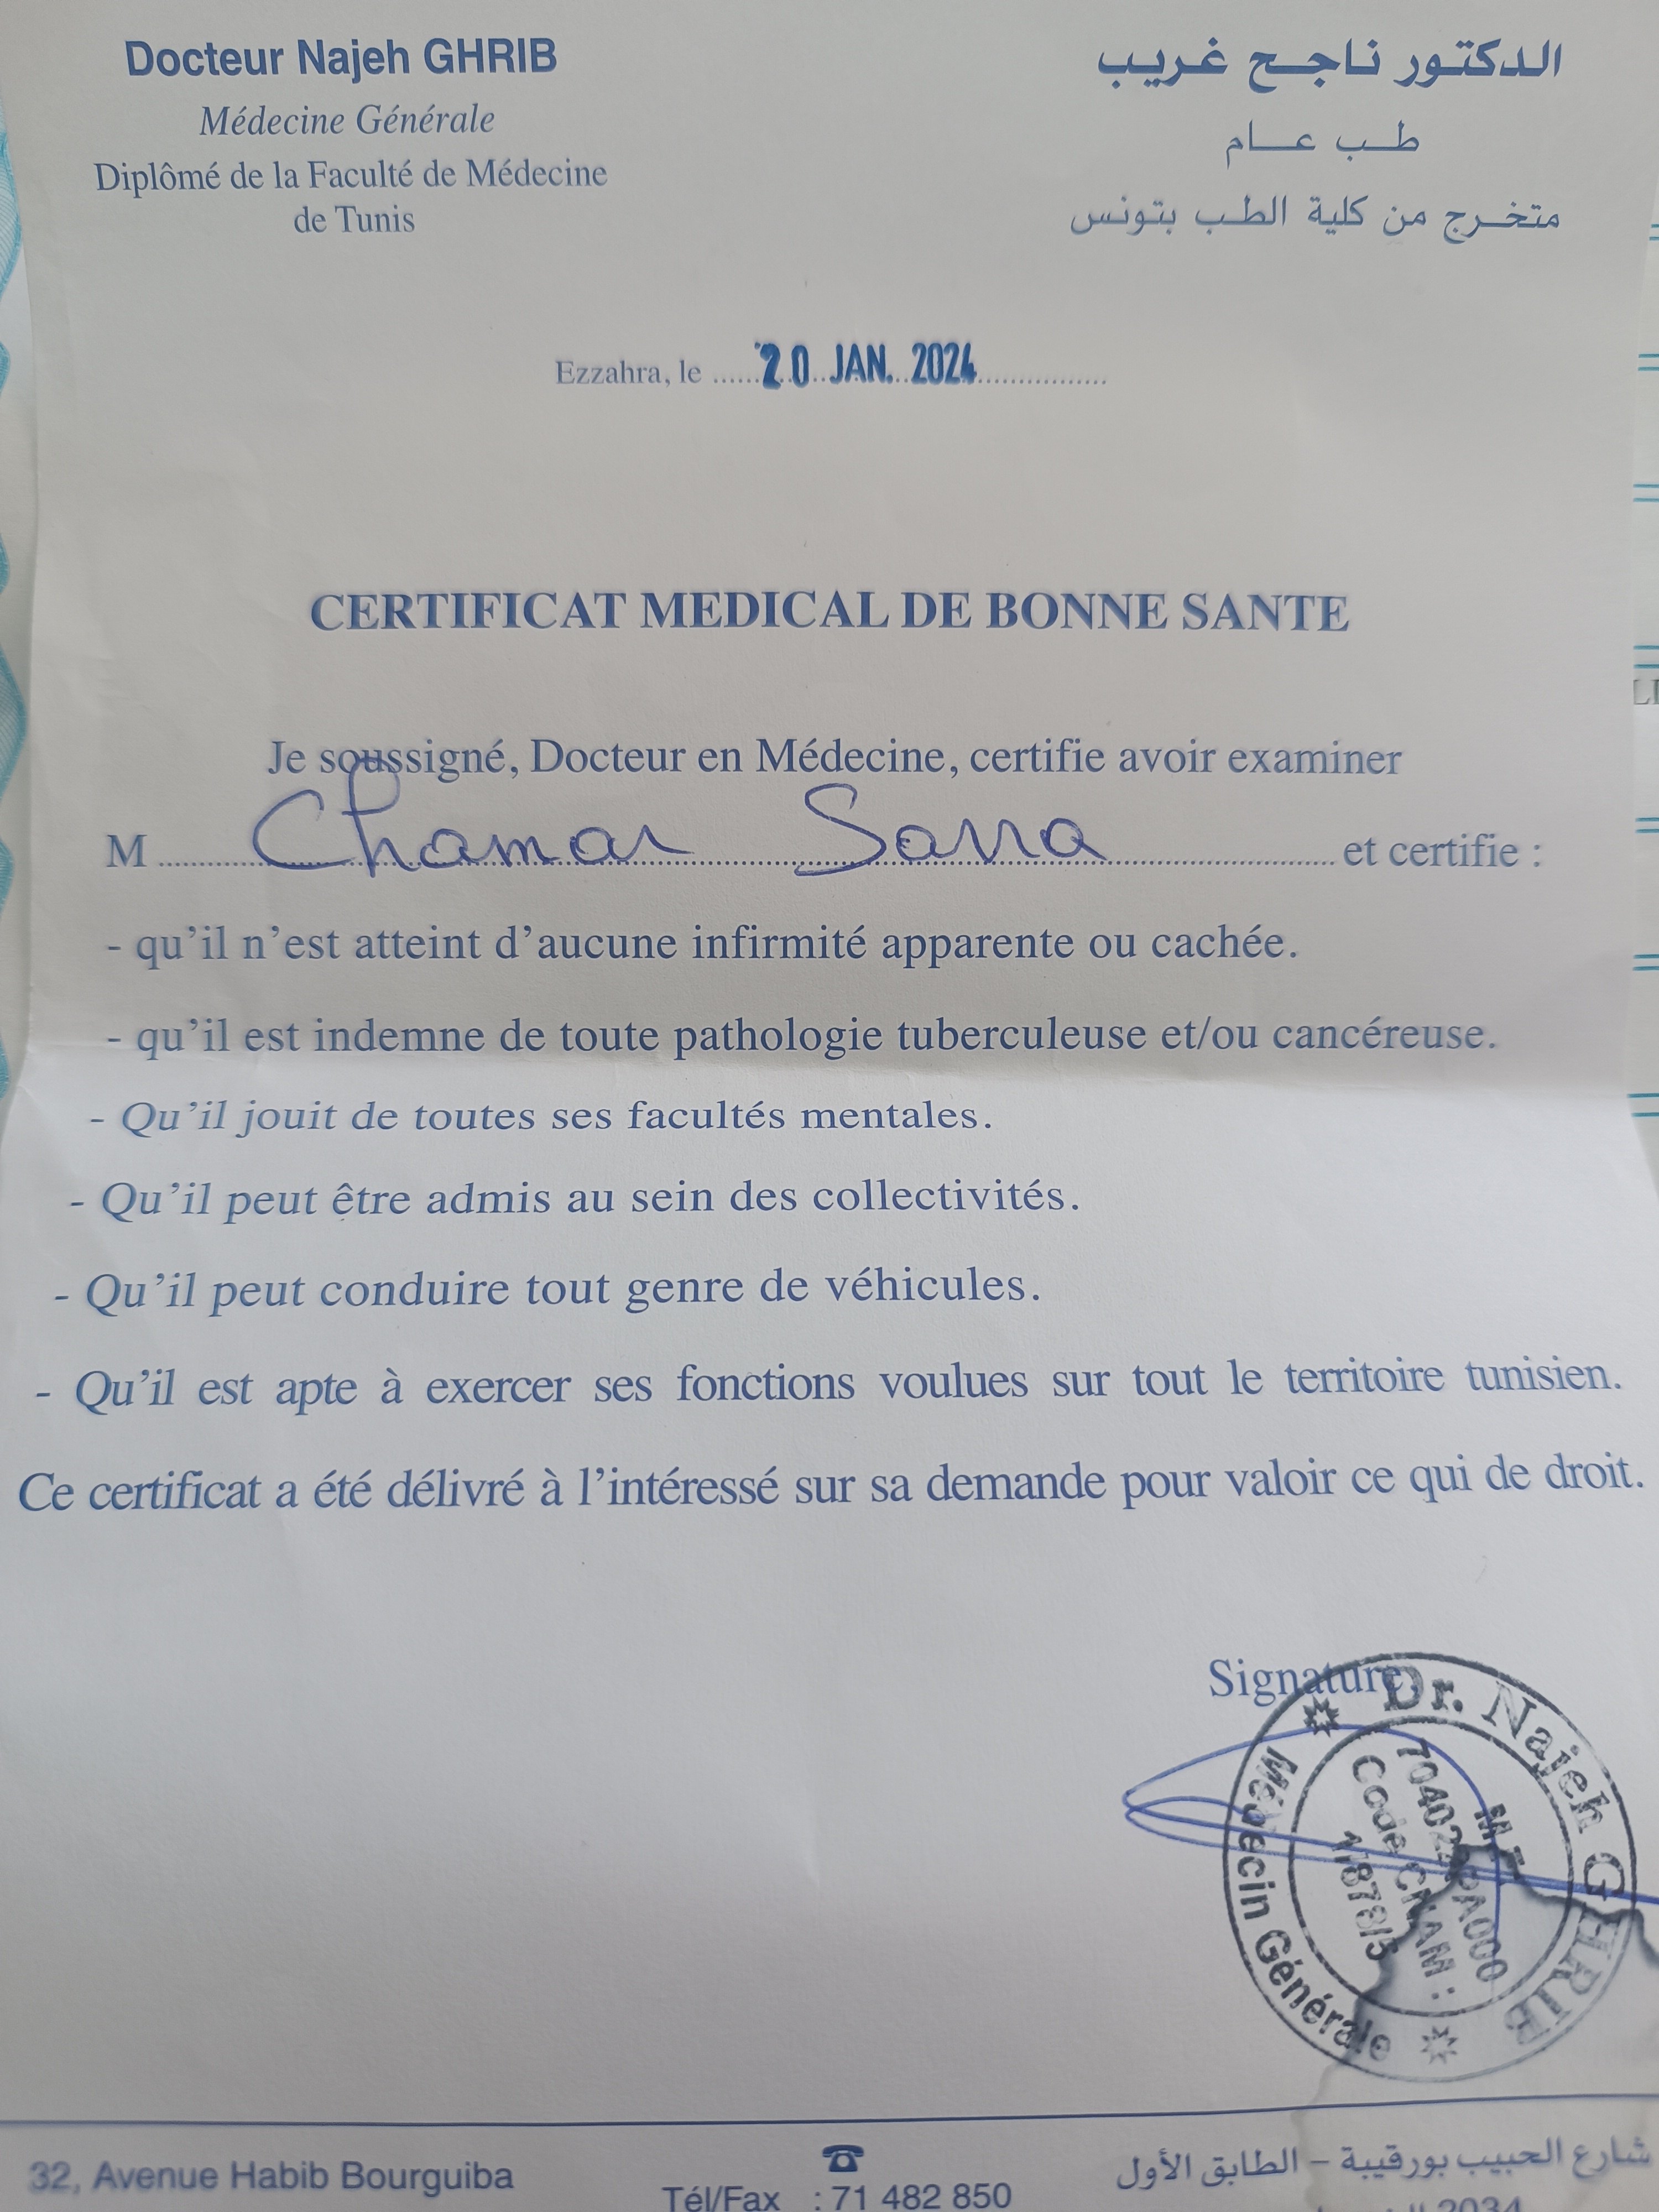 Docteur Najeh GHRIB
Médecine Générale
Diplômé de la Faculté de Médecine
de Tunis
الدكتور ناجح غريب
طب عام
متخرج من كلية الطب بتونس
Ezzahra, le ......20 JAN. 2024................
CERTIFICAT MEDICAL DE BONNE SANTE
Je soussigné, Docteur en Médecine, certifie avoir examiner
M Chamar Sarra et certifie :
- qu'il n'est atteint d'aucune infirmité apparente ou cachée.
- qu'il est indemne de toute pathologie tuberculeuse et/ou cancéreuse.
- Qu'il jouit de toutes ses facultés mentales.
- Qu'il peut être admis au sein des collectivités.
- Qu'il peut conduire tout genre de véhicules.
- Qu'il est apte à exercer ses fonctions voulues sur tout le territoire tunisien.
Ce certificat a été délivré à l'intéressé sur sa demande pour valoir ce qui de droit.
Signature
Dr. Najeh GHRIB
Médecin Générale
M.F
Code CNAM :
1/878/5
32, Avenue Habib Bourguiba
Tél/Fax : 71 482 850
شارع الحبيب بورقيبة – الطابق الأول
2034